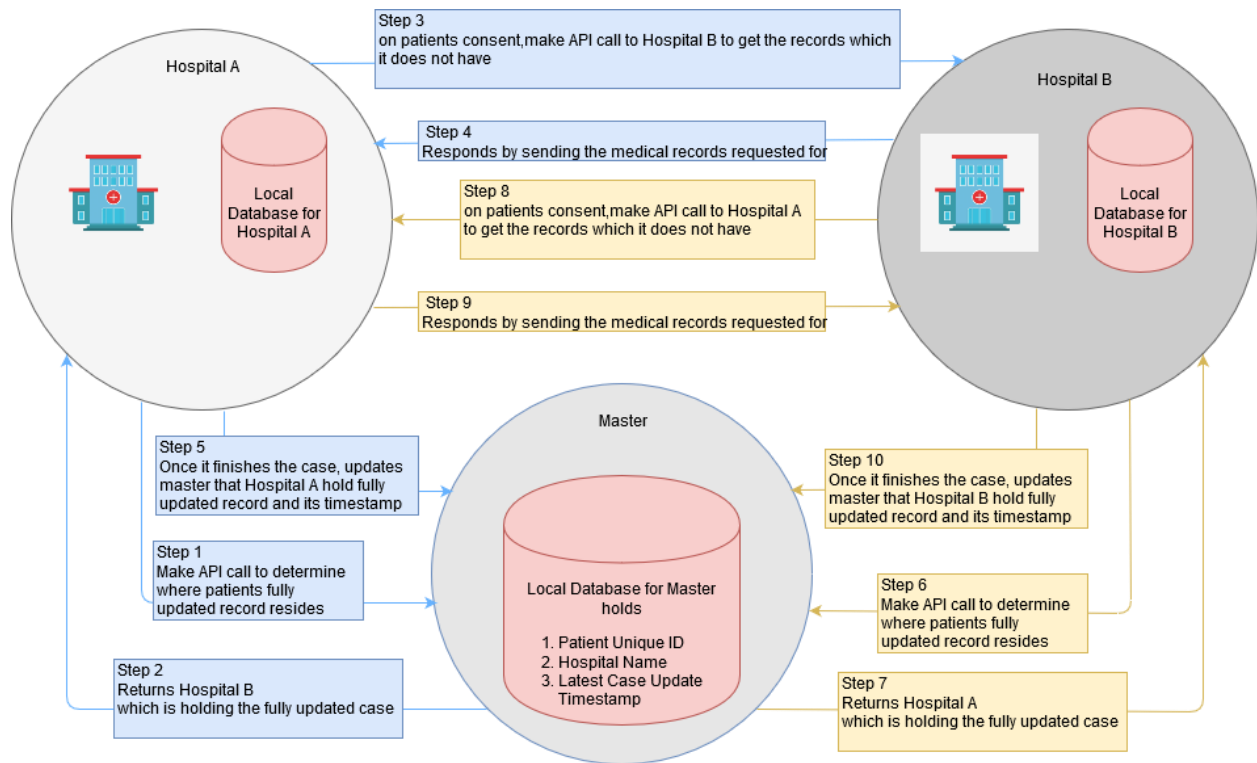 Step 3
on patients consent,make API call to Hospital B to get the records which
it does not have
Hospital A
Hospital B
Step 4
Responds by sending the medical records requested for
Local
Database for
Hospital A
Local
Database for
Hospital B
Step 8
on patients consent,make API call to Hospital A
to get the records which it does not have
Step 9
Responds by sending the medical records requested for
Master
Step 5
Once it finishes the case, updates
master that Hospital A hold fully
updated record and its timestamp
Step 10
Once it finishes the case, updates
master that Hospital B hold fully
updated record and its timestamp
Step 1
Make API call to determine
where patients fully
updated record resides
Local Database for Master
holds
1. Patient Unique ID
2. Hospital Name
3. Latest Case Update
Timestamp
Step 6
Make API call to determine
where patients fully
updated record resides
Step 2
Returns Hospital B
which is holding the fully updated case
Step 7
Returns Hospital A
which is holding the fully updated case